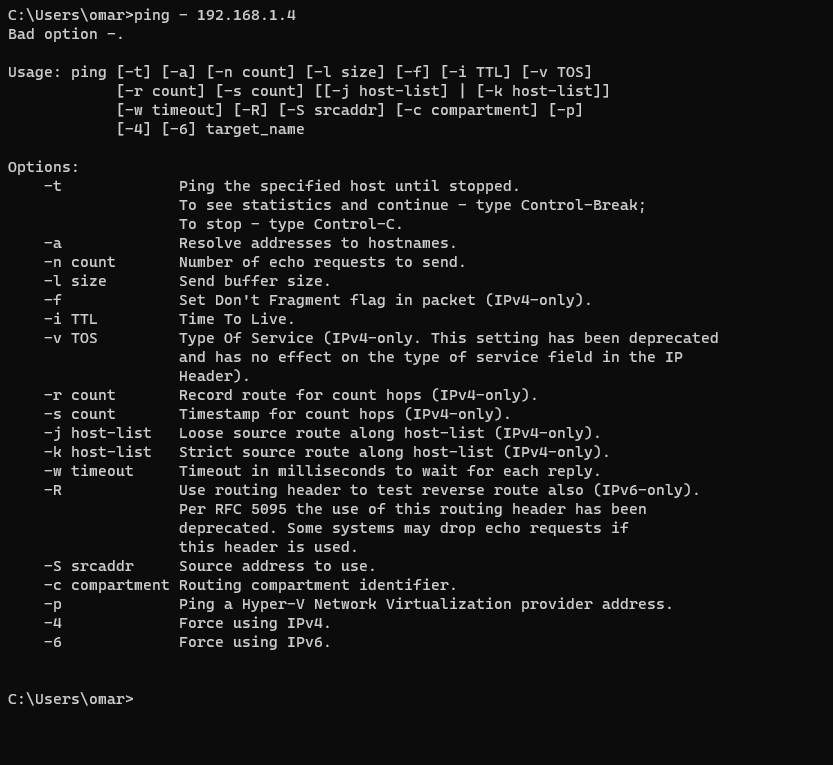 C:\Users\omar>ping - 192.168.1.4
Bad option -.

Usage: ping [-t] [-a] [-n count] [-l size] [-f] [-i TTL] [-v TOS]
            [-r count] [-s count] [[-j host-list] | [-k host-list]]
            [-w timeout] [-R] [-S srcaddr] [-c compartment] [-p]
            [-4] [-6] target_name

Options:
    -t             Ping the specified host until stopped.
                   To see statistics and continue - type Control-Break;
                   To stop - type Control-C.
    -a             Resolve addresses to hostnames.
    -n count       Number of echo requests to send.
    -l size        Send buffer size.
    -f             Set Don't Fragment flag in packet (IPv4-only).
    -i TTL         Time To Live.
    -v TOS         Type Of Service (IPv4-only. This setting has been deprecated
                   and has no effect on the type of service field in the IP
                   Header).
    -r count       Record route for count hops (IPv4-only).
    -s count       Timestamp for count hops (IPv4-only).
    -j host-list   Loose source route along host-list (IPv4-only).
    -k host-list   Strict source route along host-list (IPv4-only).
    -w timeout     Timeout in milliseconds to wait for each reply.
    -R             Use routing header to test reverse route also (IPv6-only).
                   Per RFC 5095 the use of this routing header has been
                   deprecated. Some systems may drop echo requests if
                   this header is used.
    -S srcaddr     Source address to use.
    -c compartment Routing compartment identifier.
    -p             Ping a Hyper-V Network Virtualization provider address.
    -4             Force using IPv4.
    -6             Force using IPv6.

C:\Users\omar>